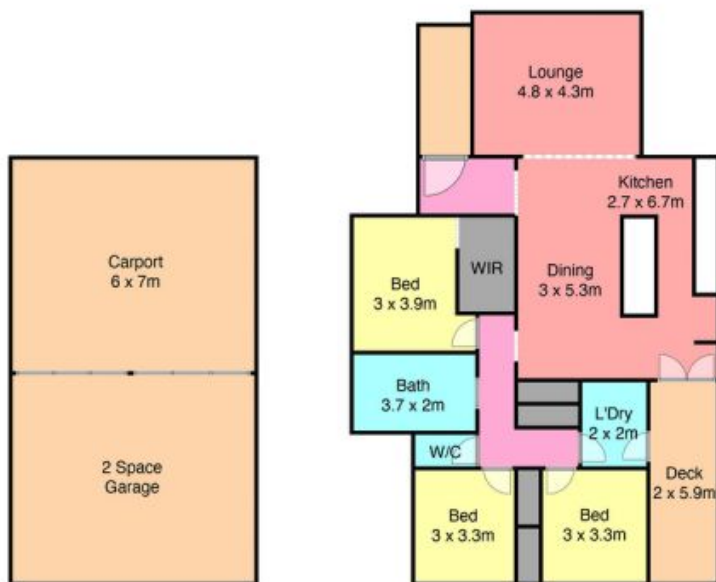 Lounge
4.8 x 4.3m
Kitchen
2.7 x 6.7m
Carport
6 x 7m
WIR
Dining
3 x 5.3m
Bed
3 x 3.9m
Bath
3.7 x 2m
L'Dry
2 x 2m
W/C
2 Space
Garage
Deck
2 x 5.9m
Bed
3 x 3.3m
Bed
3 x 3.3m